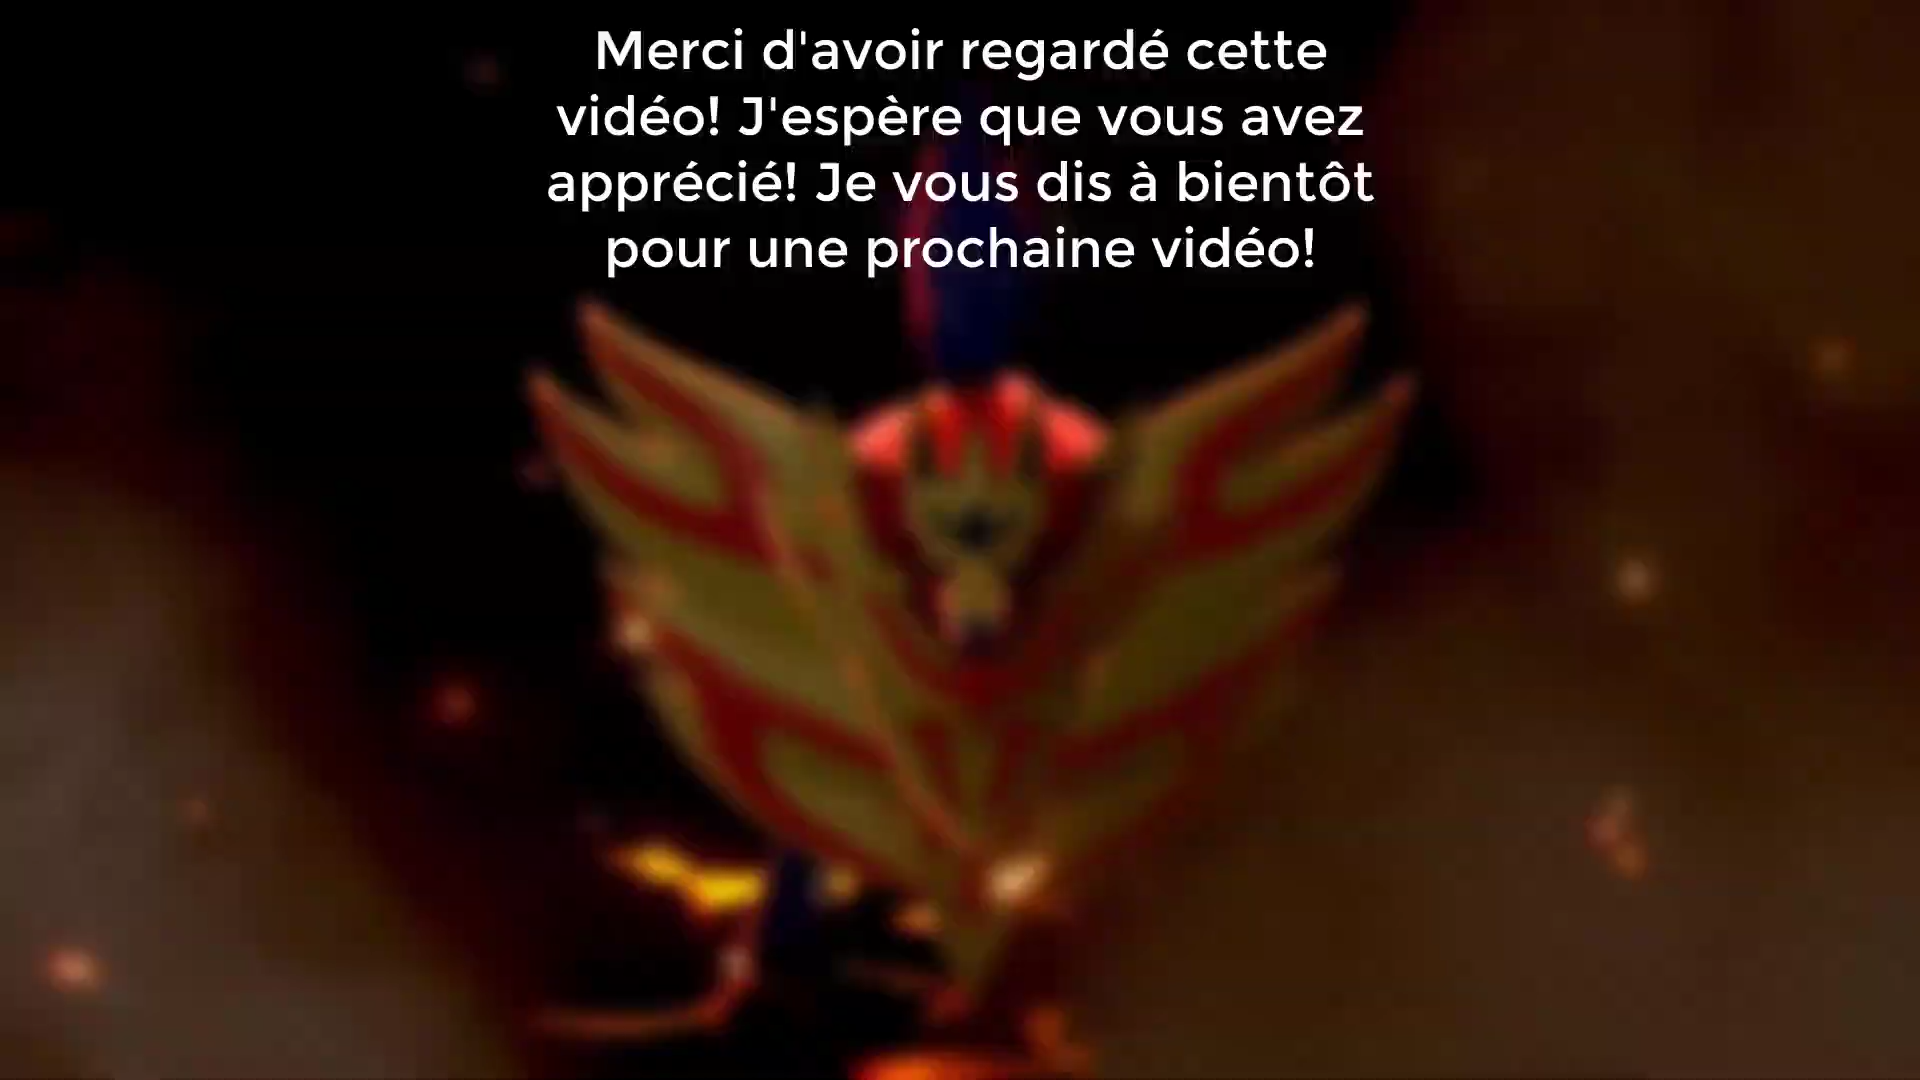 Merci d'avoir regardé cette
vidéo! J'espère que vous avez
apprécié! Je vous dis à bientôt
pour une prochaine vidéo!